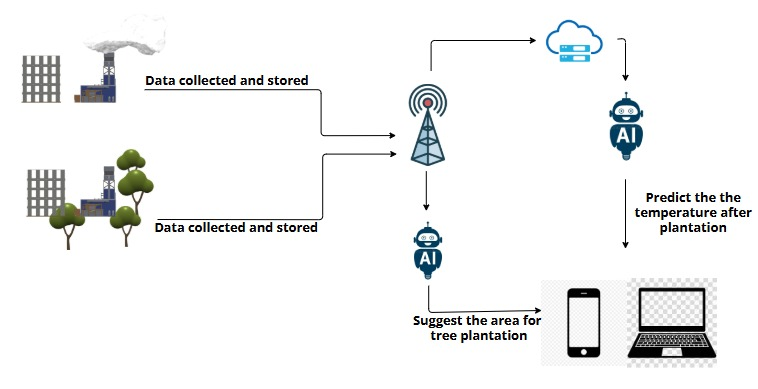 Data collected and stored
AI
Data collected and stored
Predict the the
temperature after
plantation
AI
Suggest the area for
tree plantation